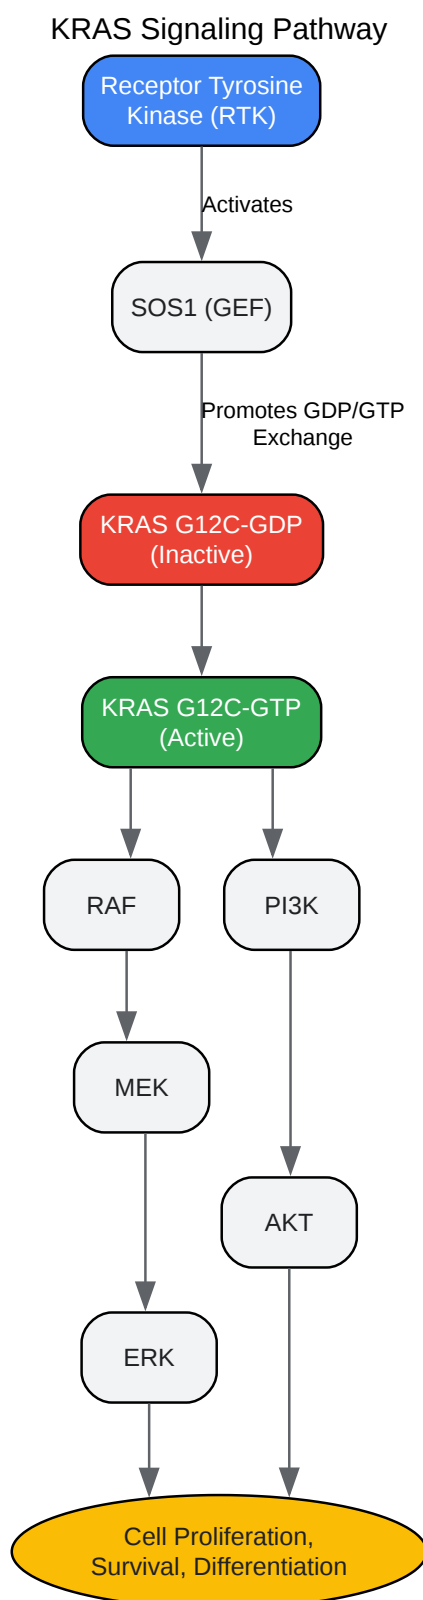 KRAS Signaling Pathway
Receptor Tyrosine
Kinase (RTK)
Activates
SOS1 (GEF)
Promotes GDP/GTP
Exchange
KRAS G12C-GDP
(Inactive)
KRAS G12C-GTP
(Active)
RAF
PI3K
MEK
AKT
ERK
Cell Proliferation,
Survival, Differentiation